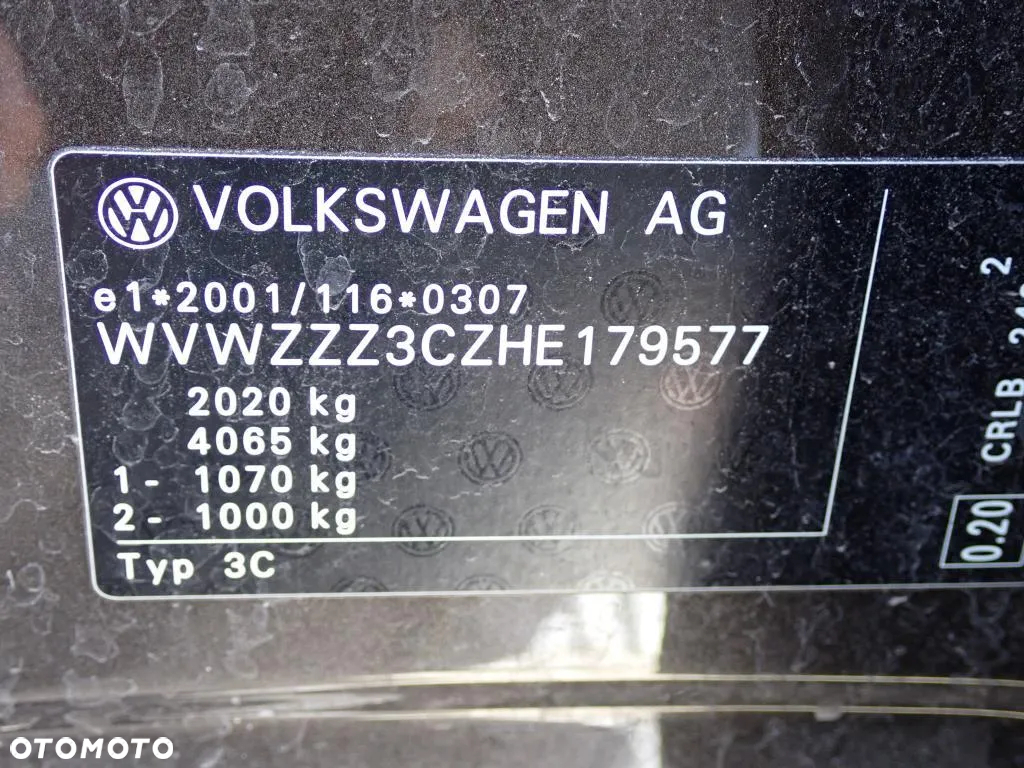 VOLKSWAGEN AG
e1*2001/116*0307
WVWZZZ3CZHE179577
2020 kg
4065 kg
1- 1070 kg
2- 1000 kg
Typ 3C
CRLB
2
0.20
OTOMOTO